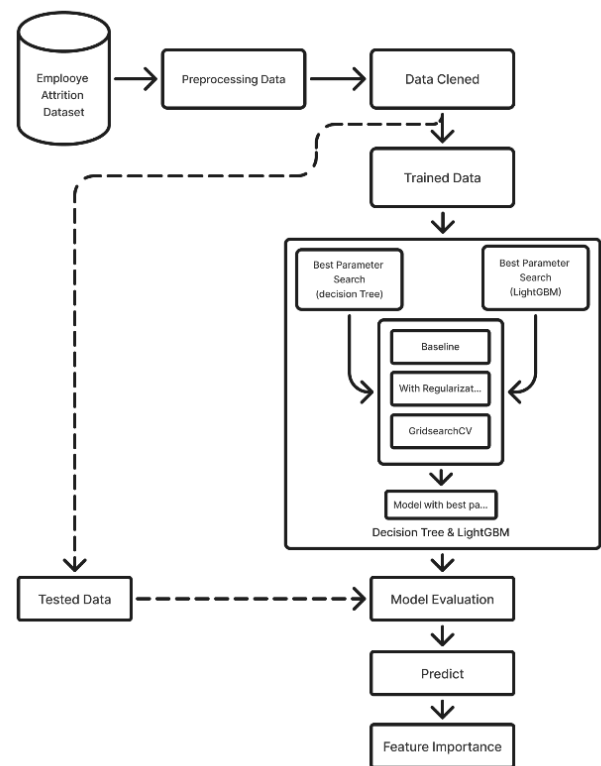 Emplooye
Attrition
Dataset
Preprocessing Data
Data Clened
Trained Data
Best Parameter
Search
(decision Tree)
Best Parameter
Search
(LightGBM)
Baseline
With Regularizat...
GridsearchCV
Model with best pa...
Decision Tree & LightGBM
Tested Data
Model Evaluation
Predict
Feature Importance